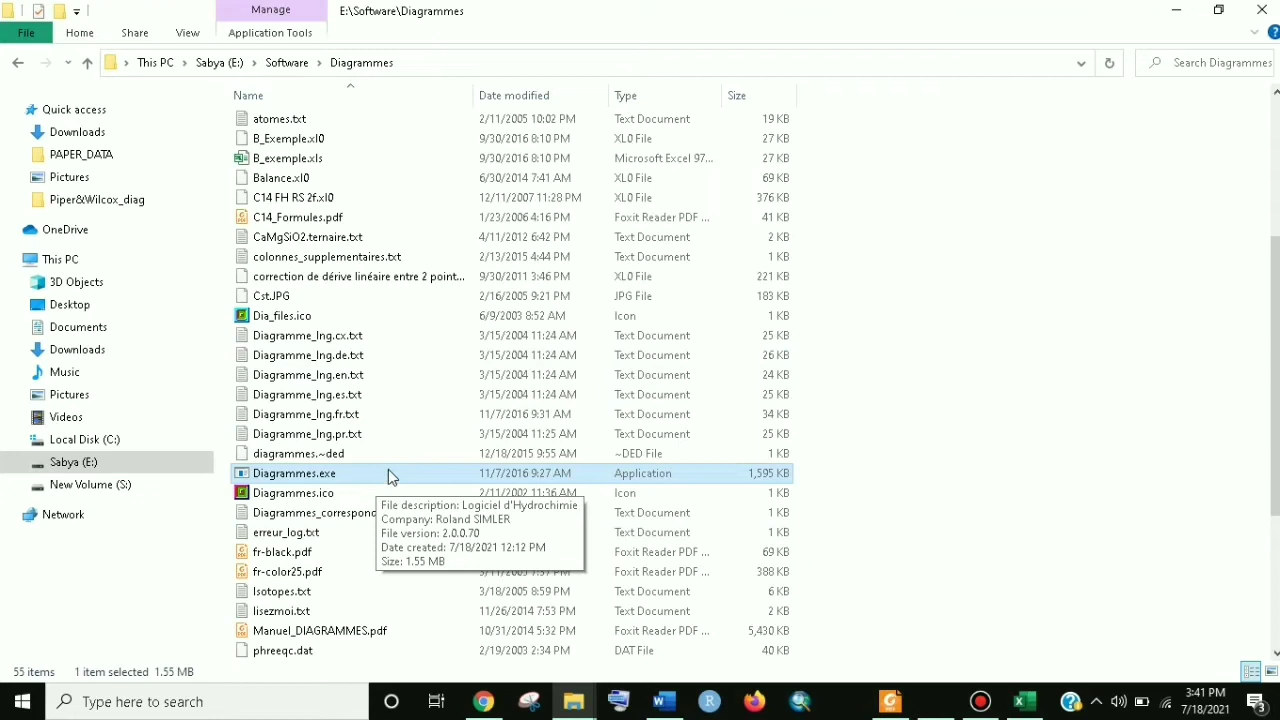 Manage
E:\Software\Diagrammes
File
Home
Share
View
Application Tools
This PC
Sabya (E:)
Software
Diagrammes
Search Diagrammes
Name
Date modified
Type
Size
Quick access
Downloads
PAPER_DATA
Pictures
Piper&Wilcox_diag
OneDrive
This PC
3D Objects
Desktop
Documents
Downloads
Music
Pictures
Videos
Local Disk (C:)
Sabya (E:)
New Volume (S:)
Network
atomes.txt 2/11/2005 10:02 PM Text Document 19 KB
B_Exemple.xl0 9/30/2016 8:10 PM XL0 File 27 KB
B_exemple.xls 9/30/2016 8:10 PM Microsoft Excel 97... 27 KB
Balance.xl0 6/30/2014 7:41 AM XL0 File 69 KB
C14 FH RS 2f.xl0 12/11/2007 11:28 PM XL0 File 376 KB
C14_Formules.pdf 1/23/2006 4:16 PM Foxit Reader PDF ... 41 KB
CaMgSiO2.ternaire.txt 4/11/2012 6:42 PM Text Document 2 KB
colonnes_supplementaires.txt 2/13/2015 4:44 PM Text Document 1 KB
correction de dérive linéaire entre 2 point... 9/30/2011 3:46 PM XL0 File 221 KB
Cst.JPG 2/16/2005 9:21 PM JPG File 183 KB
Dia_files.ico 6/9/2003 8:52 AM Icon 1 KB
Diagramme_lng.cx.txt 3/15/2004 11:24 AM Text Document 25 KB
Diagramme_lng.de.txt 3/15/2004 11:24 AM Text Document 26 KB
Diagramme_lng.en.txt 3/15/2004 11:24 AM Text Document 24 KB
Diagramme_lng.es.txt 3/15/2004 11:24 AM Text Document 25 KB
Diagramme_lng.fr.txt 11/7/2016 9:31 AM Text Document 34 KB
Diagramme_lng.pr.txt 3/15/2004 11:25 AM Text Document 25 KB
diagrammes.~ded 12/18/2015 9:55 AM ~DED File 1 KB
Diagrammes.exe 11/7/2016 9:27 AM Application 1,595 KB
Diagrammes.ico 2/11/2002 11:36 AM Icon 1 KB
Diagrammes_correspond Text Document 1 KB
erreur_log.txt Text Document 1 KB
fr-black.pdf Foxit Reader PDF ... 69 KB
fr-color25.pdf Foxit Reader PDF ... 388 KB
Isotopes.txt 3/18/2005 8:59 PM Text Document 6 KB
lisezmoi.txt 11/26/2014 7:53 PM Text Document 2 KB
Manuel_DIAGRAMMES.pdf 10/31/2014 5:32 PM Foxit Reader PDF ... 5,430 KB
phreeqc.dat 2/19/2003 2:34 PM DAT File 40 KB
File description: Logiciel d'Hydrochimie
Company: Roland SIMLER
File version: 2.0.0.70
Date created: 7/18/2021 12:12 PM
Size: 1.55 MB
55 items
1 item selected 1.55 MB
Type here to search
3:41 PM
7/18/2021
3